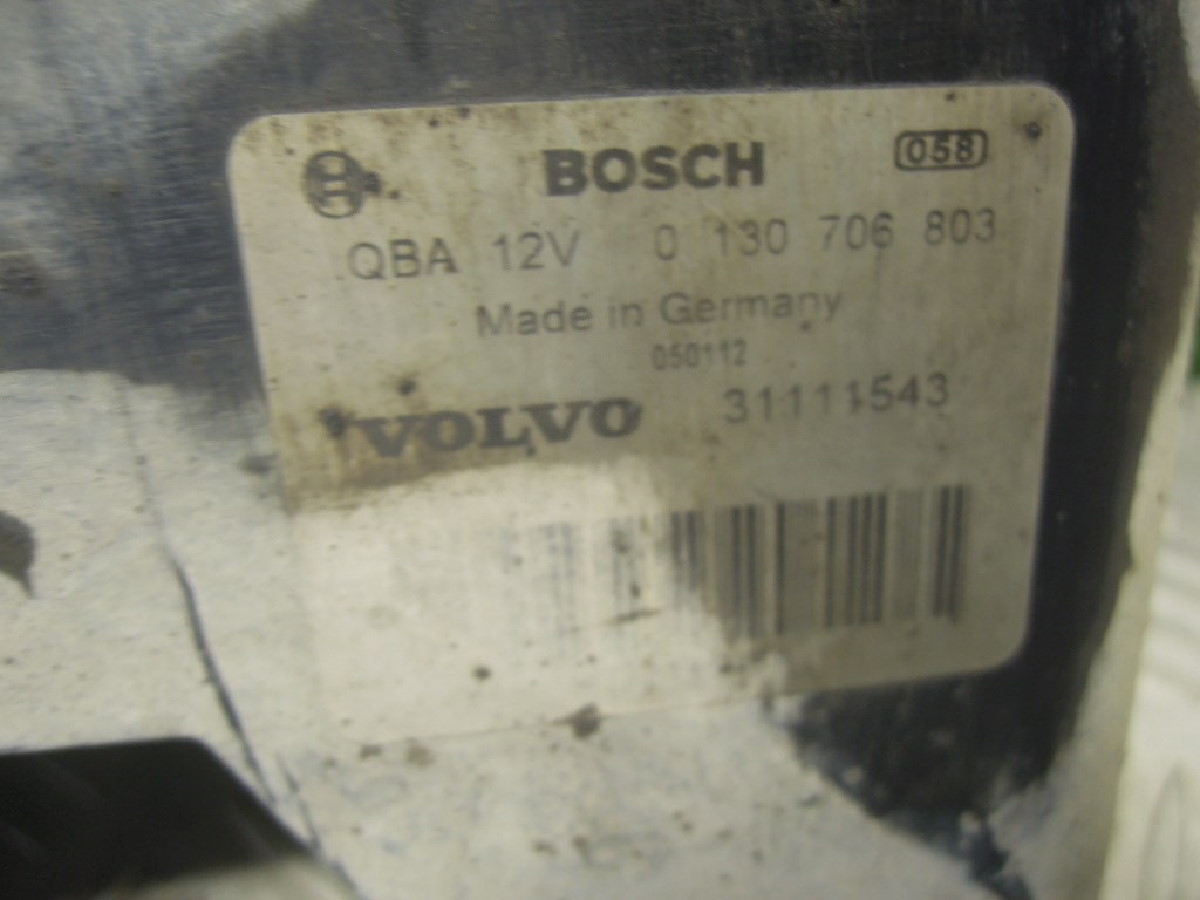 BOSCH 058
QBA 12V 0 130 706 803
Made in Germany
050112
VOLVO 31111543